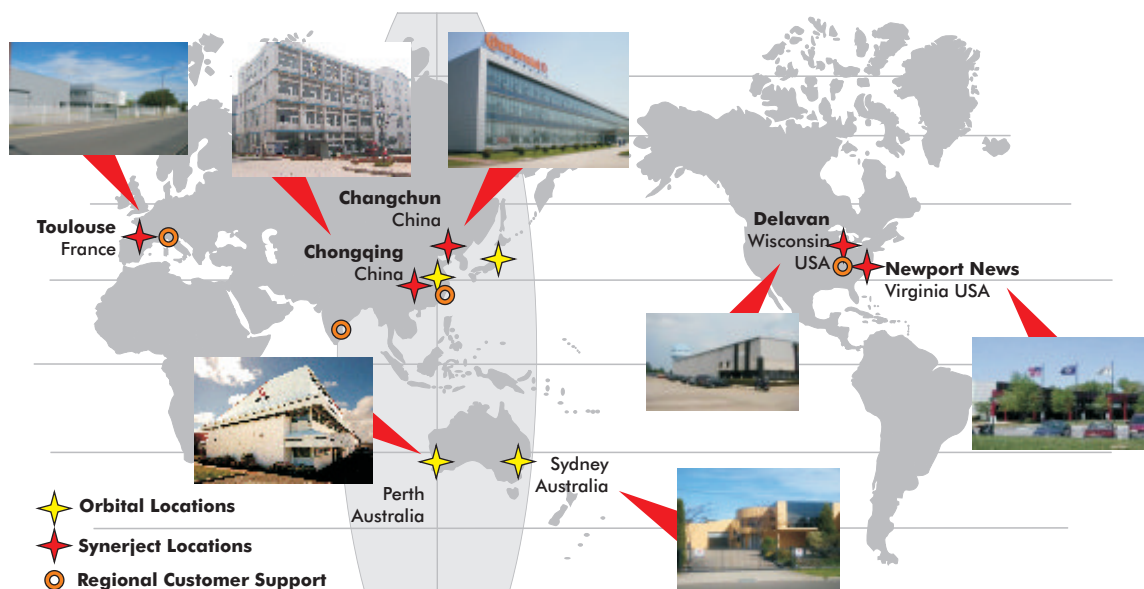 Toulouse
France
Changchun
China
Chongqing
China
Delavan
Wisconsin
USA
Newport News
Virginia USA
Sydney
Australia
Perth
Australia
Orbital Locations
Synerject Locations
Regional Customer Support